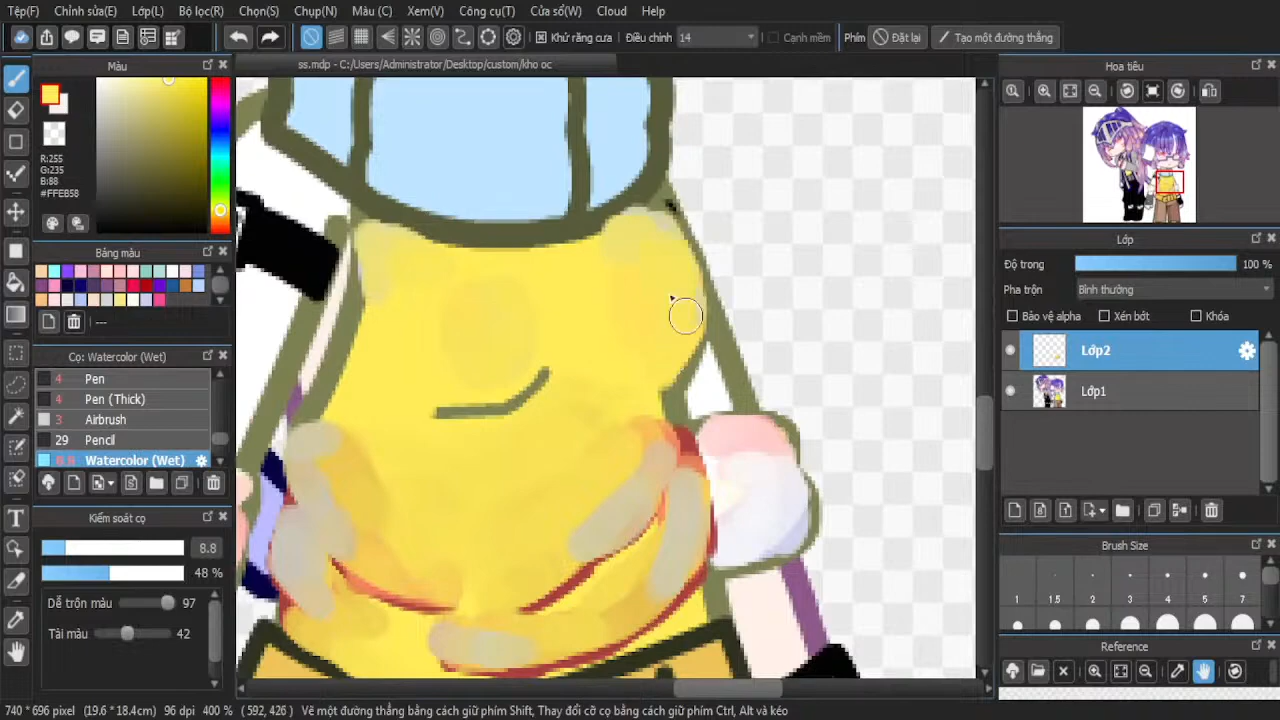 Tệp(F) Chỉnh sửa(E) Lớp(L) Bộ lọc(R) Chọn(S) Chụp(N) Màu (C) Xem(V) Công cụ(T) Cửa sổ(W) Cloud Help
Khử răng cưa Điều chỉnh 14 Cạnh mềm Phím Đặt lại Tạo một đường thẳng
Màu
ss.mdp - C:/Users/Administrator/Desktop/custom/kho oc
Hoa tiêu
R:255
G:235
B:88
#FFEB58
Bảng màu
---
Cọ: Watercolor (Wet)
4 Pen
4 Pen (Thick)
3 Airbrush
29 Pencil
Watercolor (Wet)
Kiểm soát cọ
8.8
48 %
Dễ trộn màu 97
Tải màu 42
Lớp
Độ trong 100 %
Pha trộn Bình thường
Bảo vệ alpha Xén bớt Khóa
Lớp2
Lớp1
Brush Size
1 1.5 2 3 4 5 7
Reference
740 * 696 pixel (19.6 * 18.4cm) 96 dpi 400 % ( 592, 426 ) Vẽ một đường thẳng bằng cách giữ phím Shift, Thay đổi cỡ cọ bằng cách giữ phím Ctrl, Alt và kéo